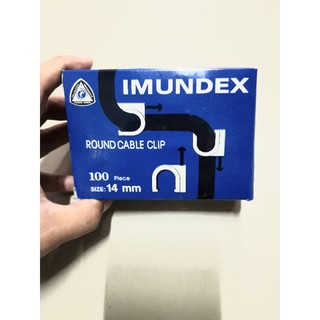 IMUNDEX
ROUND CABLE CLIP
100 Piece
SIZE: 14 mm